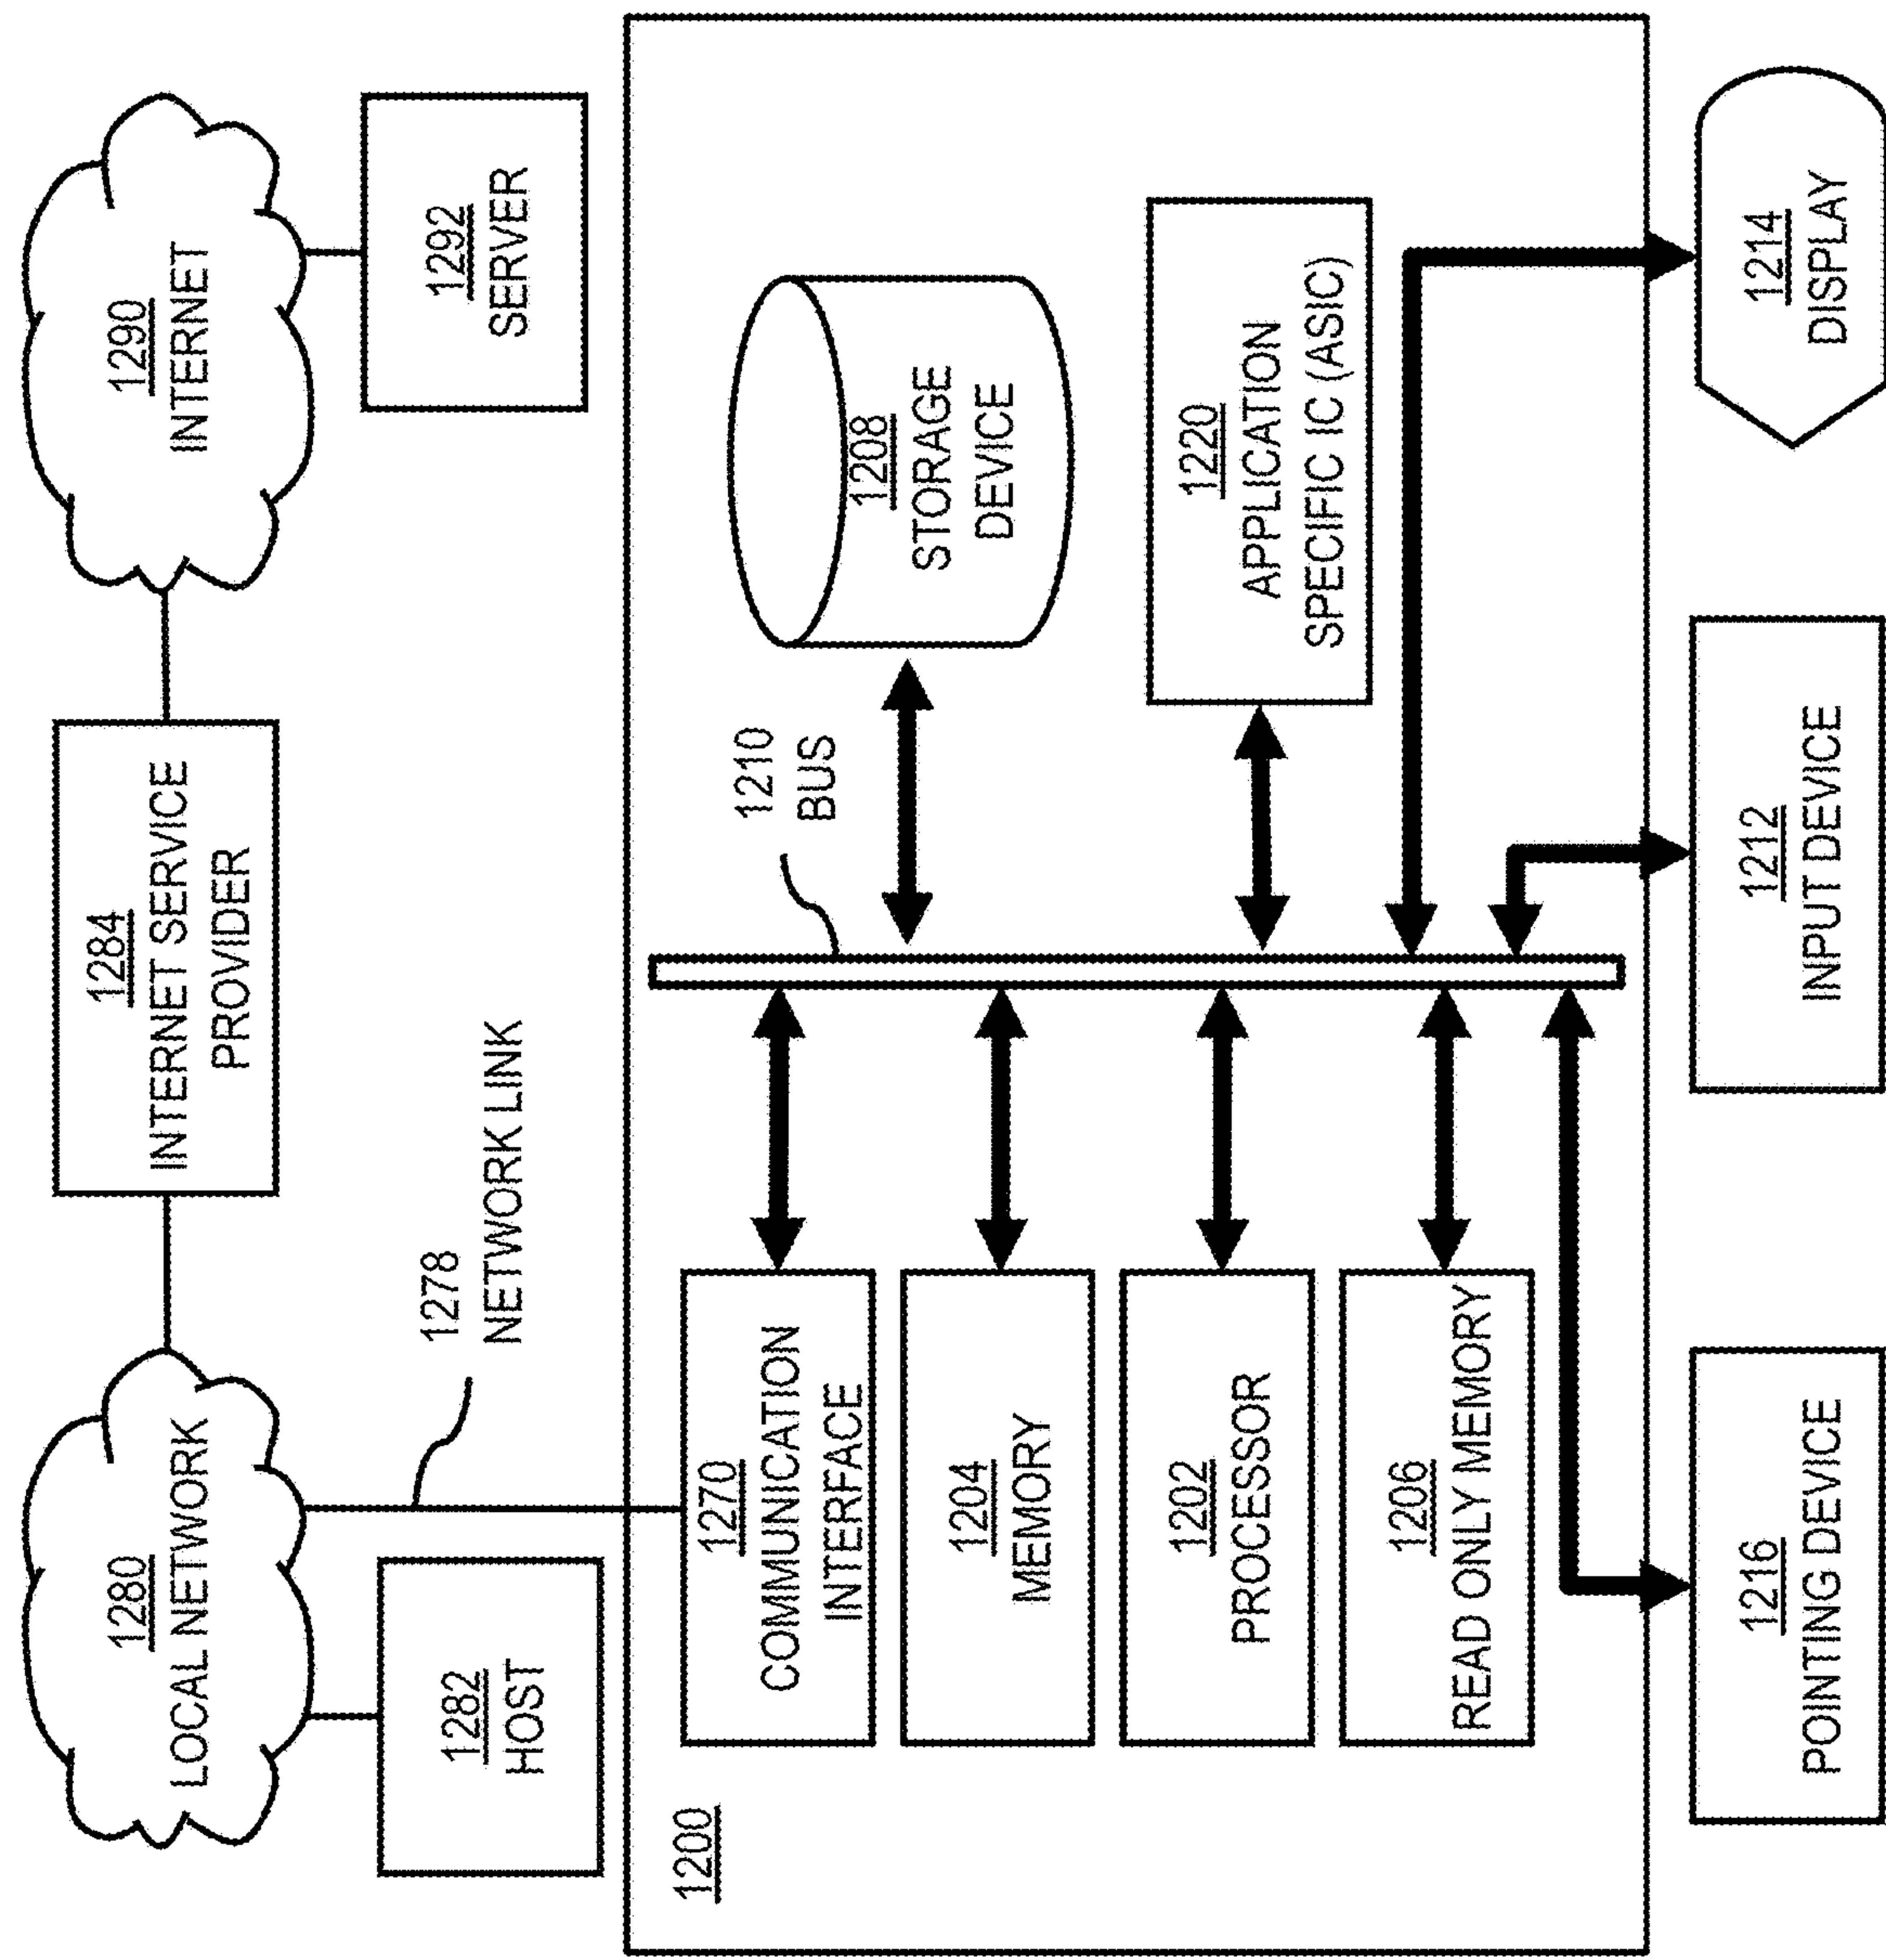 1280
LOCAL NETWORK
1284
INTERNET SERVICE
PROVIDER
1290
INTERNET
1282
HOST
1278
NETWORK LINK
1292
SERVER
1200
1270
COMMUNICATION
INTERFACE
1210
BUS
1208
STORAGE
DEVICE
1204
MEMORY
1202
PROCESSOR
1220
APPLICATION
SPECIFIC IC (ASIC)
1206
READ ONLY MEMORY
1216
POINTING DEVICE
1212
INPUT DEVICE
1214
DISPLAY